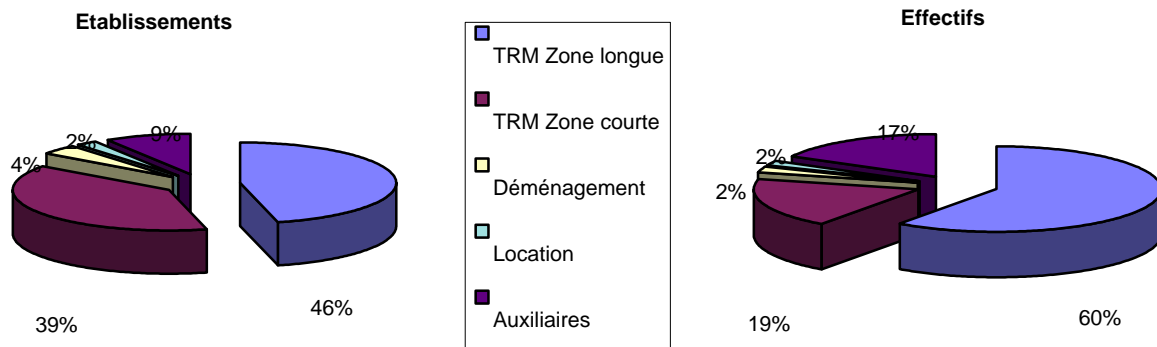 Etablissements
2%
9%
4%
39%
46%
TRM Zone longue
TRM Zone courte
Déménagement
Location
Auxiliaires
Effectifs
17%
2%
2%
19%
60%